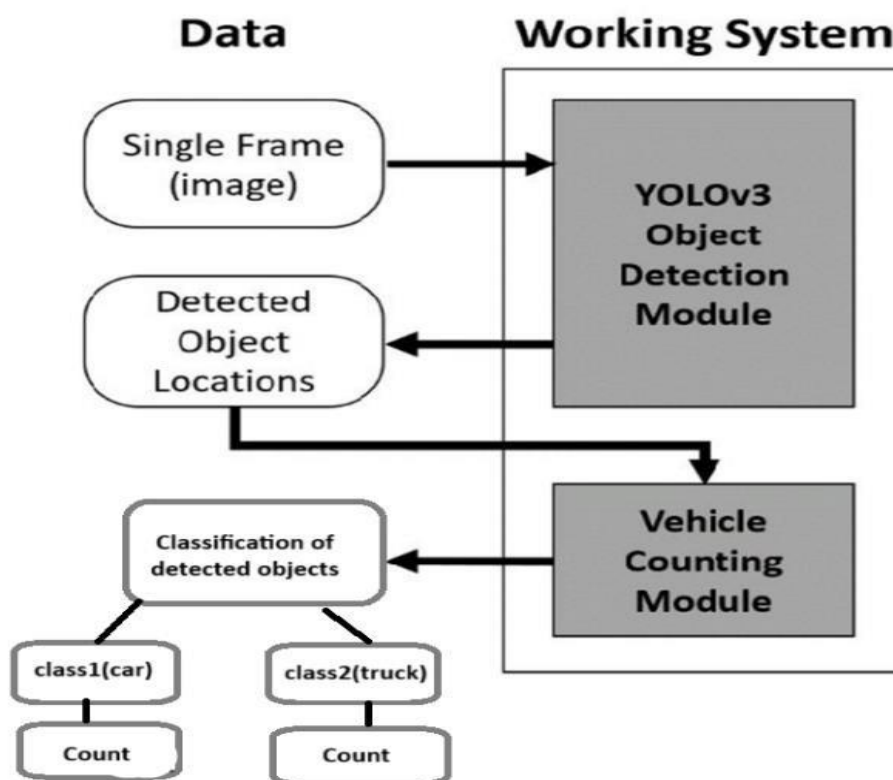 Data
Working System
Single Frame
(image)
YOLOv3
Object
Detection
Module
Detected
Object
Locations
Vehicle
Counting
Module
Classification of
detected objects
class1(car)
class2(truck)
Count
Count